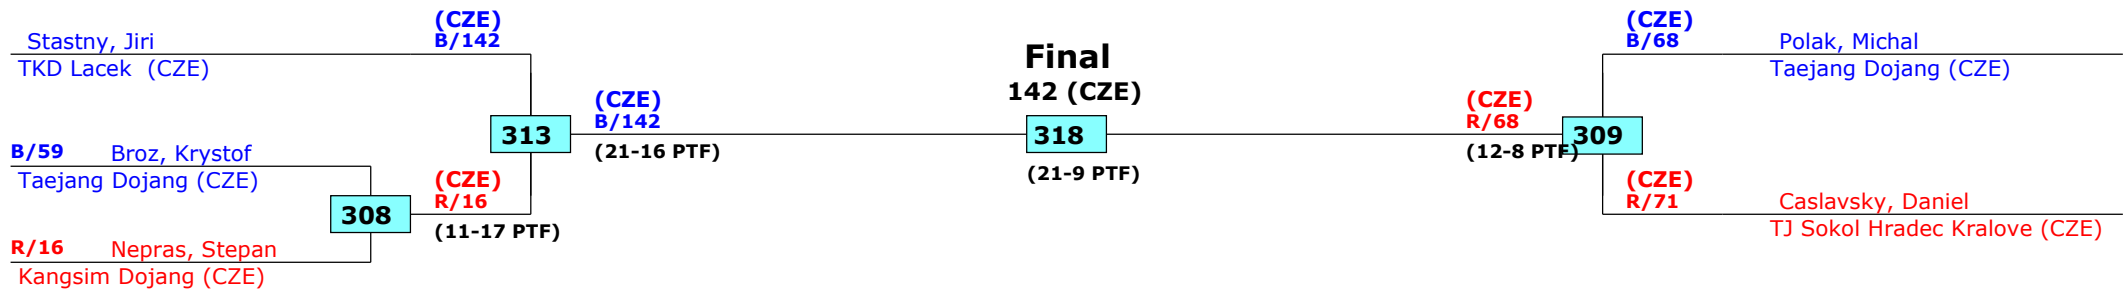 (CZE)
B/142
Stastny, Jiri
TKD Lacek  (CZE)
B/59
Broz, Krystof
Taejang Dojang (CZE)
308
R/16
Nepras, Stepan
Kangsim Dojang (CZE)
(CZE)
R/16
(11-17 PTF)
313
(CZE)
B/142
(21-16 PTF)
Final
142 (CZE)
318
(21-9 PTF)
(CZE)
R/68
(12-8 PTF)
309
(CZE)
B/68
Polak, Michal
Taejang Dojang (CZE)
(CZE)
R/71
Caslavsky, Daniel
TJ Sokol Hradec Kralove (CZE)